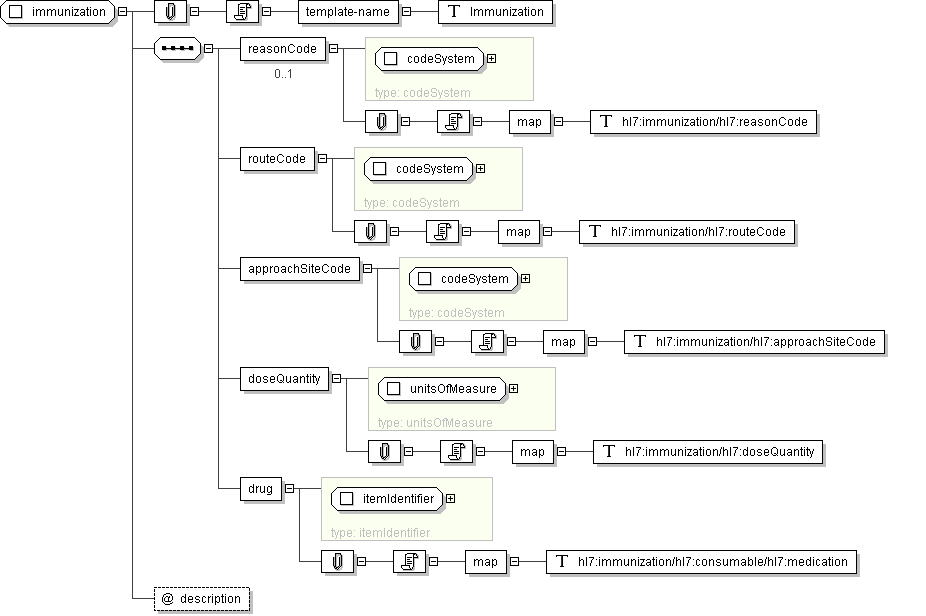 immunization
template-name
T Immunization
reasonCode
0..1
codeSystem
type: codeSystem
map
T hl7:immunization/hl7:reasonCode
routeCode
codeSystem
type: codeSystem
map
T hl7:immunization/hl7:routeCode
approachSiteCode
codeSystem
type: codeSystem
map
T hl7:immunization/hl7:approachSiteCode
doseQuantity
unitsOfMeasure
type: unitsOfMeasure
map
T hl7:immunization/hl7:doseQuantity
drug
itemIdentifier
type: itemIdentifier
map
T hl7:immunization/hl7:consumable/hl7:medication
@ description